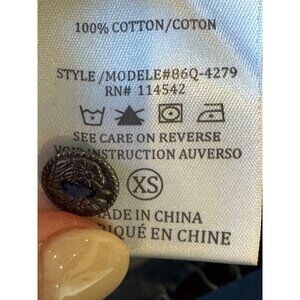 100% COTTON/COTON
STYLE /MODELE#86Q-4279
RN# 114542
SEE CARE ON REVERSE
INSTRUCTION AUVERSO
XS
MADE IN CHINA
EN CHINE